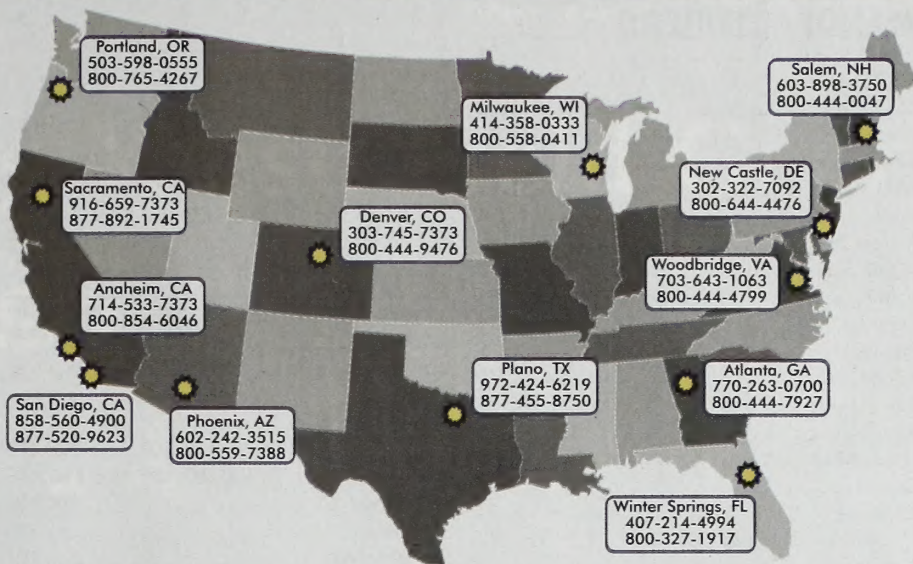 Portland, OR
503-598-0555
800-765-4267
Salem, NH
603-898-3750
800-444-0047
Milwaukee, WI
414-358-0333
800-558-0411
Sacramento, CA
916-659-7373
877-892-1745
New Castle, DE
302-322-7092
800-644-4476
Denver, CO
303-745-7373
800-444-9476
Woodbridge, VA
703-643-1063
800-444-4799
Anaheim, CA
714-533-7373
800-854-6046
Plano, TX
972-424-6219
877-455-8750
Atlanta, GA
770-263-0700
800-444-7927
San Diego, CA
858-560-4900
877-520-9623
Phoenix, AZ
602-242-3515
800-559-7388
Winter Springs, FL
407-214-4994
800-327-1917